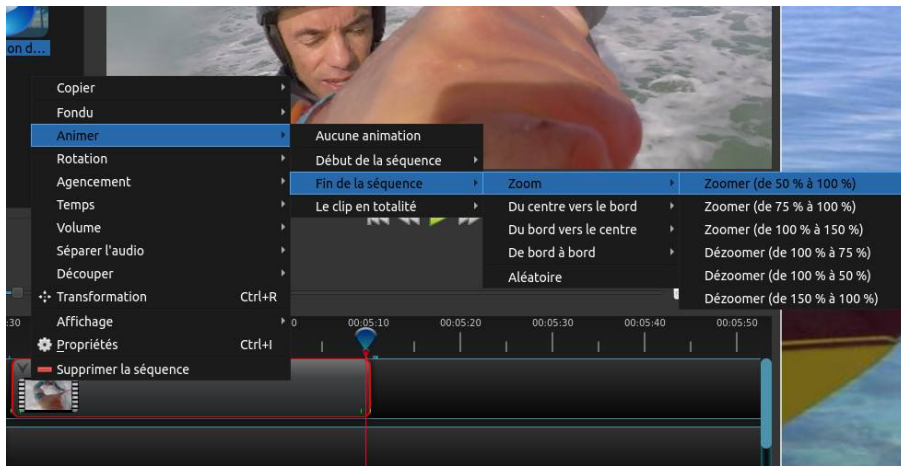 on d...
Copier
Fondu
Animer
Rotation
Agencement
Temps
Volume
Séparer l'audio
Découper
Transformation Ctrl+R
Affichage
Propriétés Ctrl+I
Supprimer la séquence
Aucune animation
Début de la séquence
Fin de la séquence
Le clip en totalité
Zoom
Du centre vers le bord
Du bord vers le centre
De bord à bord
Aléatoire
Zoomer (de 50 % à 100 %)
Zoomer (de 75 % à 100 %)
Zoomer (de 100 % à 150 %)
Dézoomer (de 100 % à 75 %)
Dézoomer (de 100 % à 50 %)
Dézoomer (de 150 % à 100 %)
:30 0 00:05:10 00:05:20 00:05:30 00:05:40 00:05:50